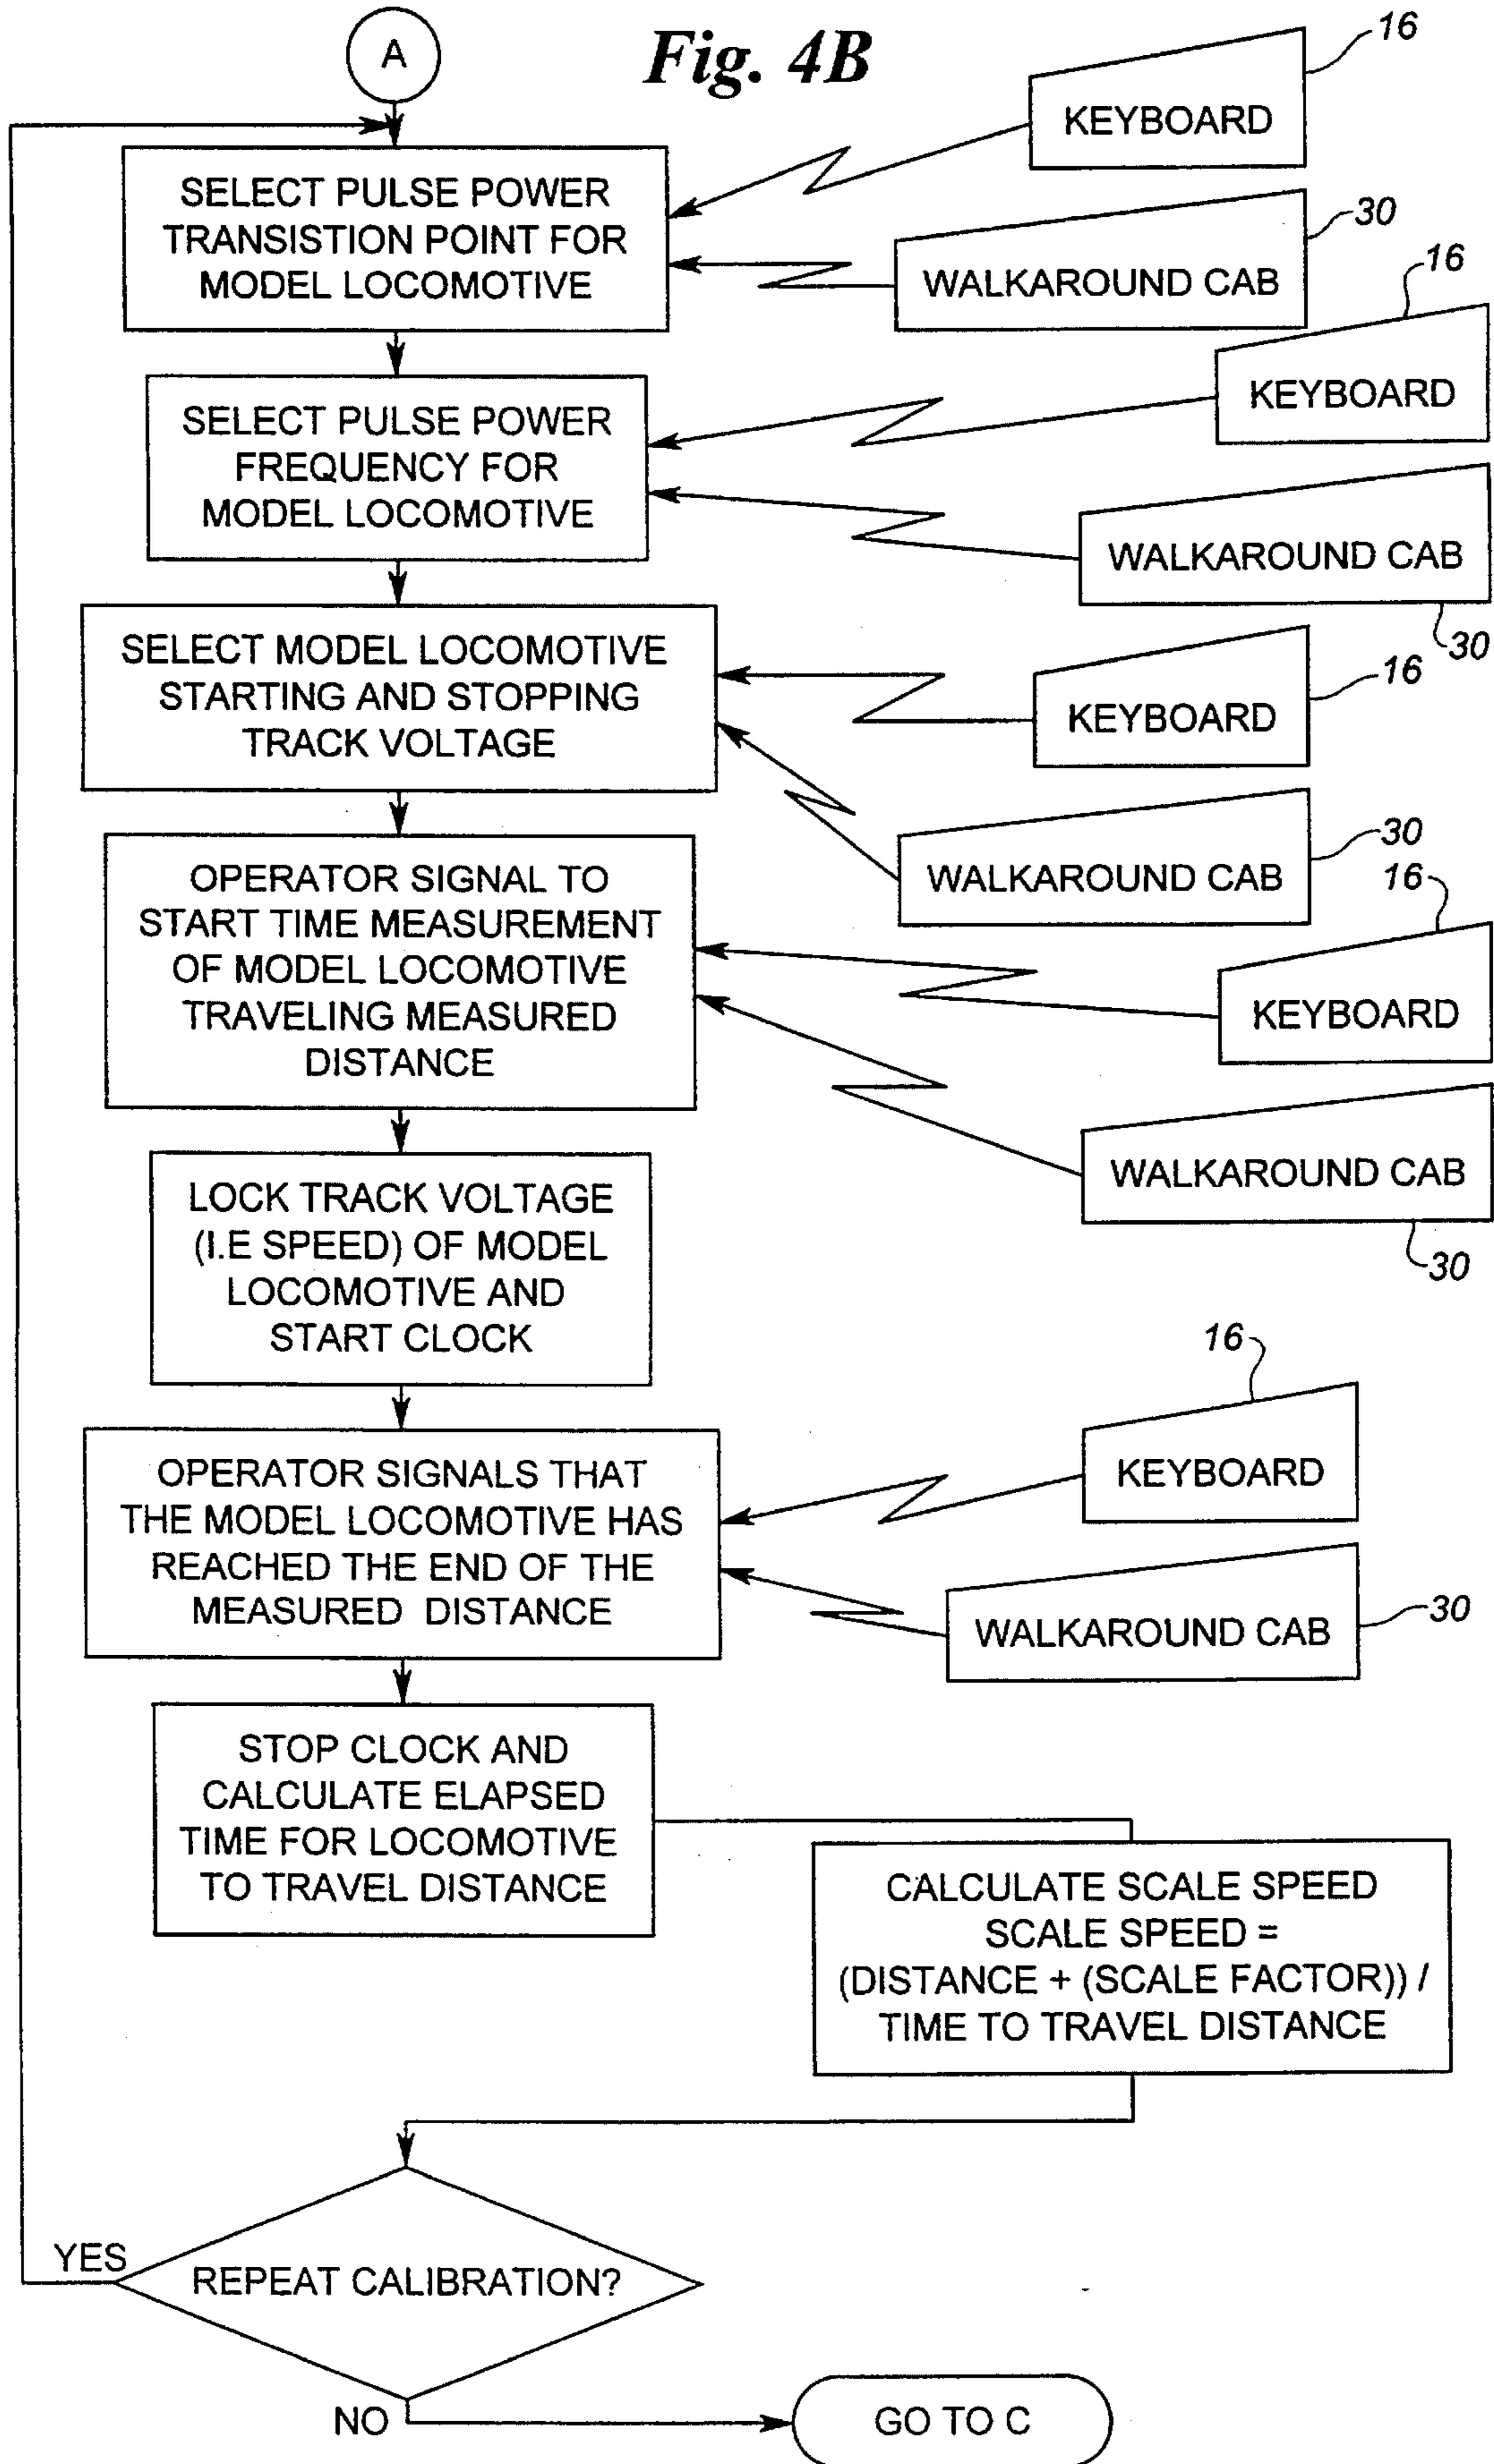 A
Fig. 4B
16
KEYBOARD
SELECT PULSE POWER
TRANSISTION POINT FOR
MODEL LOCOMOTIVE
30
WALKAROUND CAB
16
KEYBOARD
SELECT PULSE POWER
FREQUENCY FOR
MODEL LOCOMOTIVE
WALKAROUND CAB
30
SELECT MODEL LOCOMOTIVE
STARTING AND STOPPING
TRACK VOLTAGE
16
KEYBOARD
30
WALKAROUND CAB
OPERATOR SIGNAL TO
START TIME MEASUREMENT
OF MODEL LOCOMOTIVE
TRAVELING MEASURED
DISTANCE
16
KEYBOARD
WALKAROUND CAB
30
LOCK TRACK VOLTAGE
(I.E SPEED) OF MODEL
LOCOMOTIVE AND
START CLOCK
16
KEYBOARD
OPERATOR SIGNALS THAT
THE MODEL LOCOMOTIVE HAS
REACHED THE END OF THE
MEASURED DISTANCE
WALKAROUND CAB
30
STOP CLOCK AND
CALCULATE ELAPSED
TIME FOR LOCOMOTIVE
TO TRAVEL DISTANCE
CALCULATE SCALE SPEED
SCALE SPEED =
(DISTANCE + (SCALE FACTOR)) /
TIME TO TRAVEL DISTANCE
YES
REPEAT CALIBRATION?
NO
GO TO C